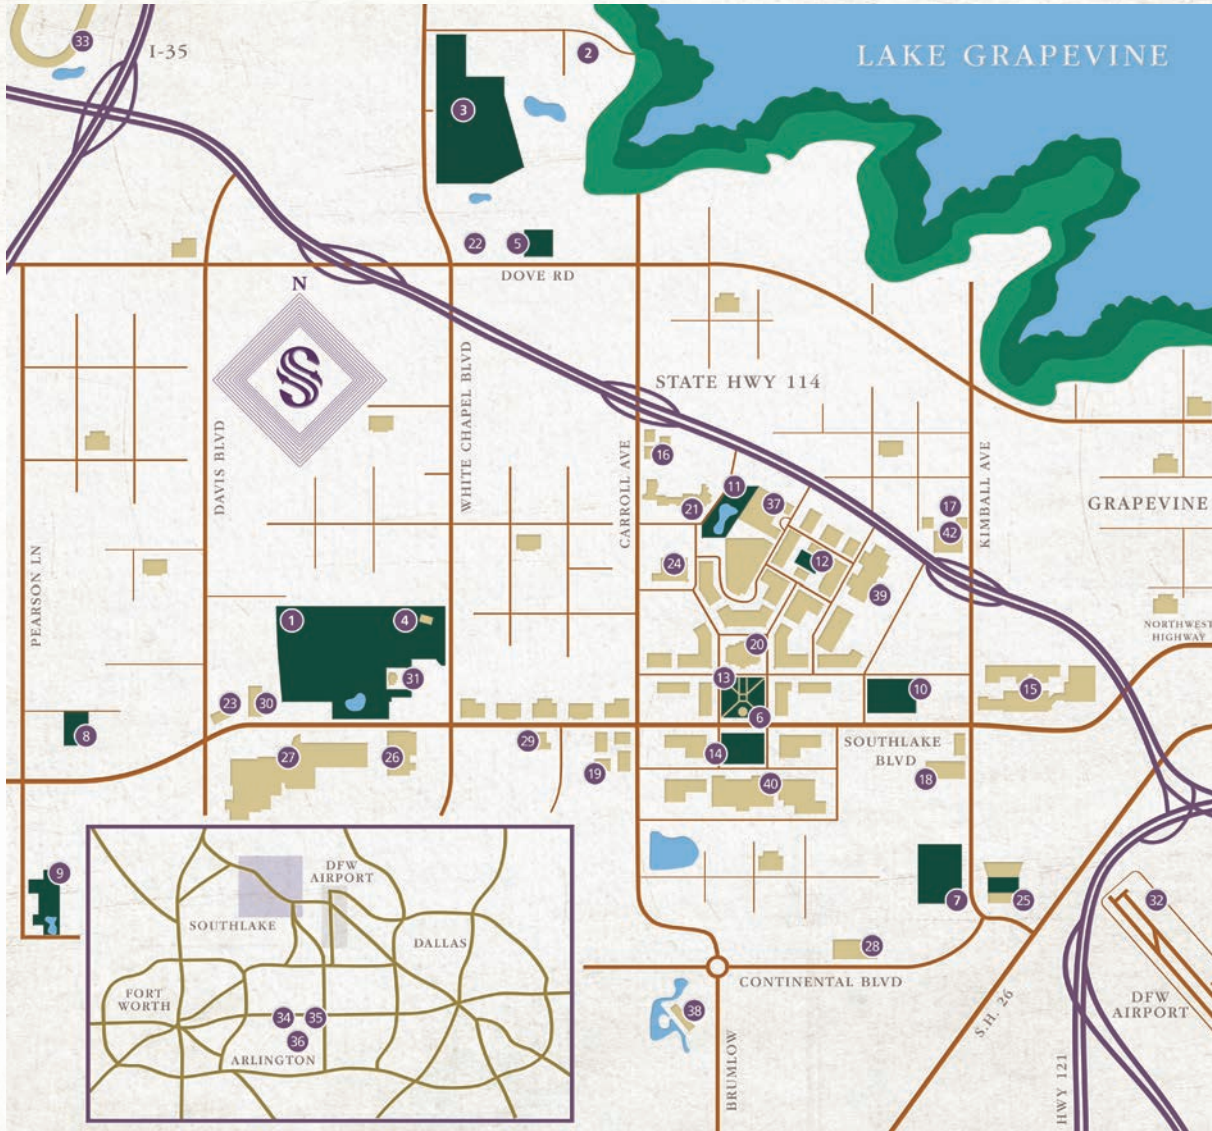 33
I-35
2
LAKE GRAPEVINE
3
22
5
DOVE RD
N
SS
STATE HWY 114
DAVIS BLVD
WHITE CHAPEL BLVD
CARROLL AVE
KIMBALL AVE
PEARSON LN
16
11
37
21
17
42
GRAPEVINE
12
24
39
1
4
NORTHWEST
HIGHWAY
20
31
13
10
15
23
30
6
8
29
14
SOUTHLAKE
BLVD
27
26
19
40
18
9
7
25
32
DFW
AIRPORT
SOUTHLAKE
DALLAS
FORT
WORTH
34
35
36
ARLINGTON
28
CONTINENTAL BLVD
38
BRUMLOW
S.H. 26
HWY 121
DFW
AIRPORT